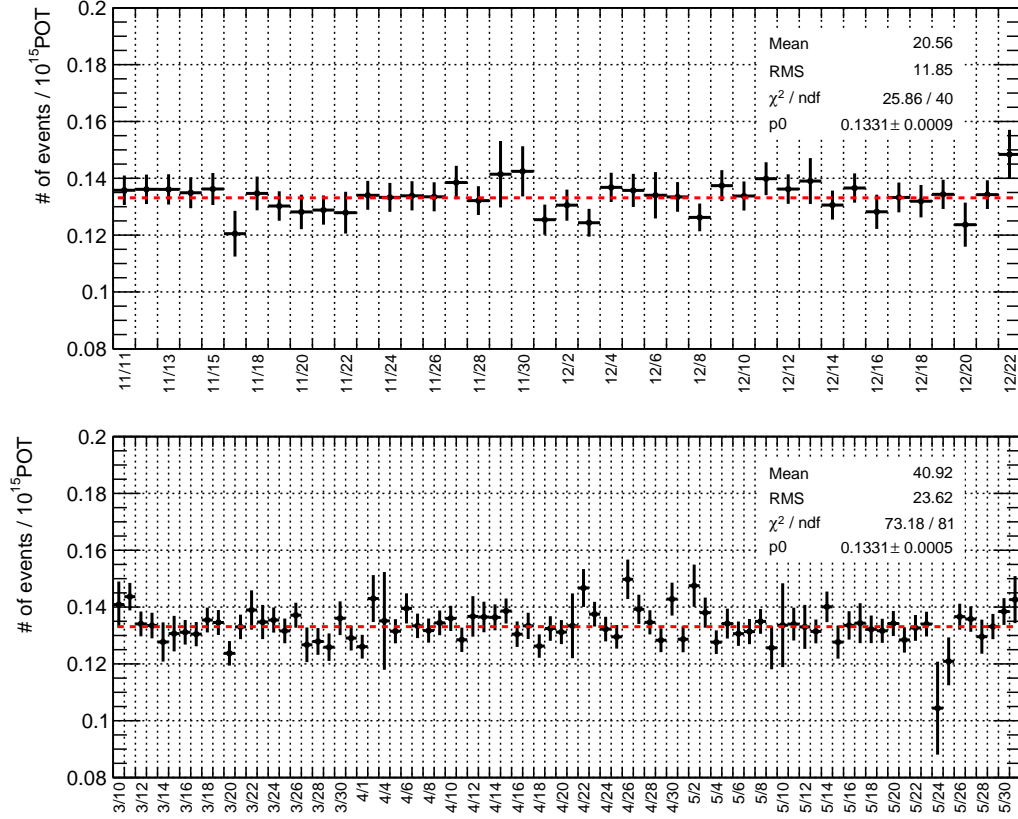 # of events / 10^15POT
0.2
0.18
0.16
0.14
0.12
0.1
0.08
Mean 20.56
RMS 11.85
χ² / ndf 25.86 / 40
p0 0.1331± 0.0009
11/11 11/13 11/15 11/18 11/20 11/22 11/24 11/26 11/28 11/30 12/2 12/4 12/6 12/8 12/10 12/12 12/14 12/16 12/18 12/20 12/22
# of events / 10^15POT
0.2
0.18
0.16
0.14
0.12
0.1
0.08
Mean 40.92
RMS 23.62
χ² / ndf 73.18 / 81
p0 0.1331± 0.0005
3/10 3/12 3/14 3/16 3/18 3/20 3/22 3/24 3/26 3/28 3/30 4/1 4/4 4/6 4/8 4/10 4/12 4/14 4/16 4/18 4/20 4/22 4/24 4/26 4/28 4/30 5/2 5/4 5/6 5/8 5/10 5/14 5/16 5/18 5/20 5/22 5/24 5/26 5/28 5/30